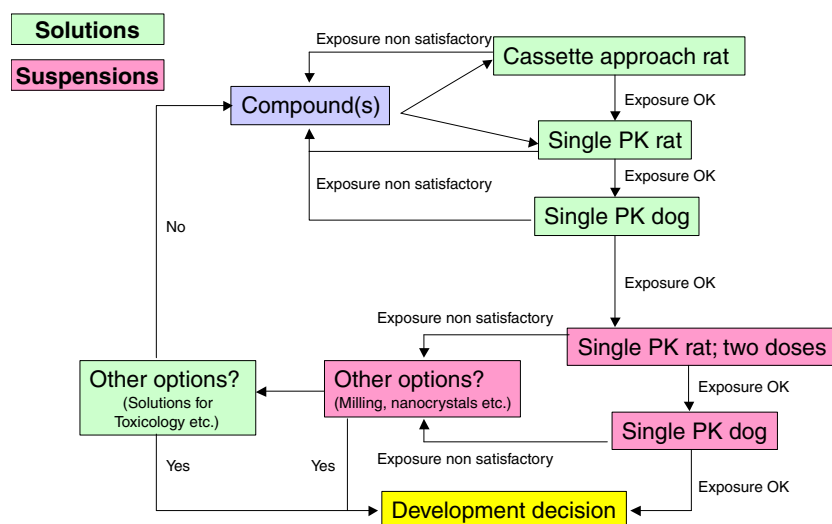 Solutions
Suspensions
Exposure non satisfactory
Cassette approach rat
Compound(s)
Exposure OK
Single PK rat
Exposure non satisfactory
Exposure OK
Single PK dog
No
Exposure OK
Exposure non satisfactory
Single PK rat; two doses
Other options?
(Solutions for
Toxicology etc.)
Other options?
(Milling, nanocrystals etc.)
Exposure OK
Single PK dog
Yes
Yes
Exposure non satisfactory
Exposure OK
Development decision